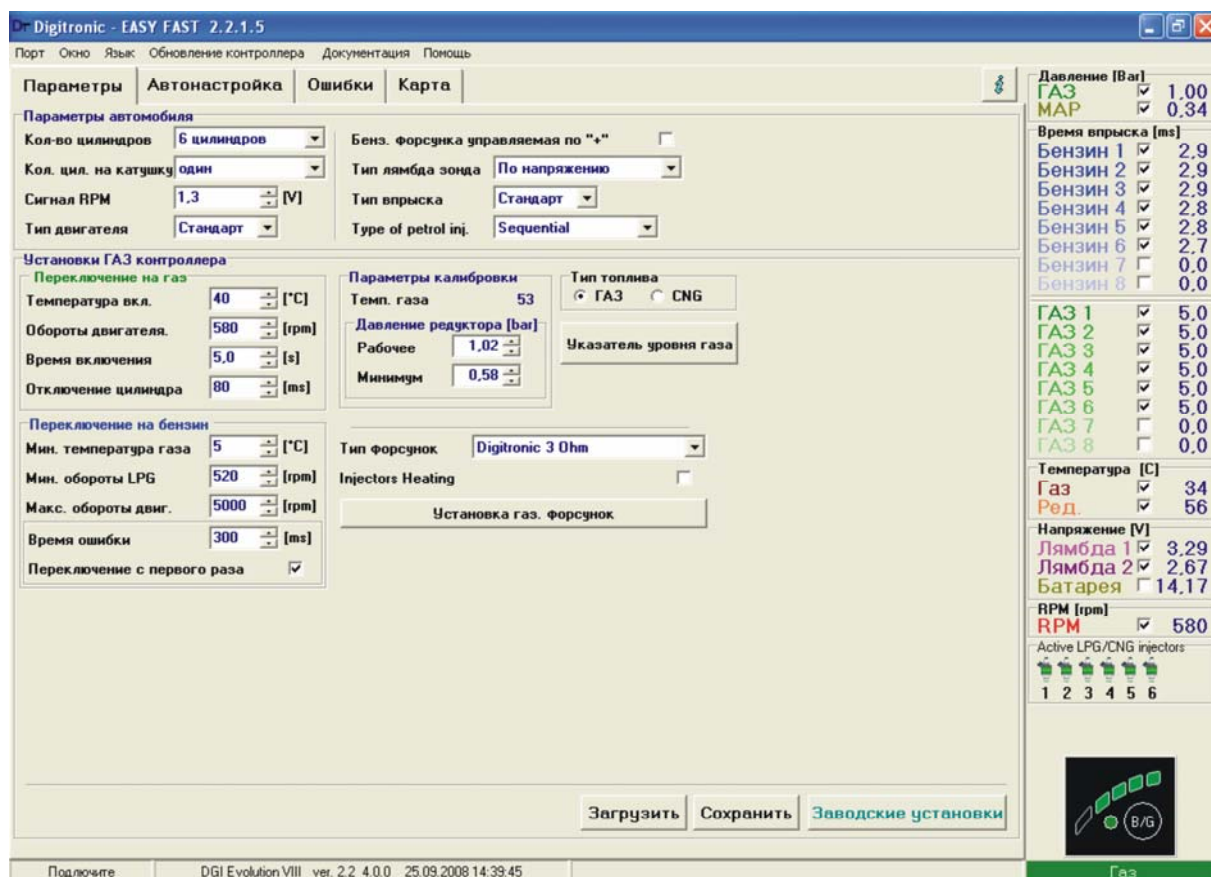 Digitronic - EASY FAST 2.2.1.5
Порт Окно Язык Обновление контроллера Документация Помощь
Параметры Автонастройка Ошибки Карта
Параметры автомобиля
Кол-во цилиндров 6 цилиндров
Кол. цил. на катушку один
Сигнал RPM 1,3 [V]
Тип двигателя Стандарт
Бенз. форсунка управляемая по "+"
Тип лямбда зонда По напряжению
Тип впрыска Стандарт
Type of petrol inj. Sequential
Установки ГАЗ контроллера
Переключение на газ
Температура вкл. 40 [°C]
Обороты двигателя. 580 [rpm]
Время включения 5,0 [s]
Отключение цилиндра 80 [ms]
Параметры калибровки
Темп. газа 53
Давление редуктора [bar]
Рабочее 1,02
Минимум 0,58
Тип топлива
ГАЗ CNG
Указатель уровня газа
Переключение на бензин
Мин. температура газа 5 [°C]
Мин. обороты LPG 520 [rpm]
Макс. обороты двиг. 5000 [rpm]
Время ошибки 300 [ms]
Переключение с первого раза
Тип форсунок Digitronic 3 Ohm
Injectors Heating
Установка газ. форсунок
Загрузить Сохранить Заводские установки
Давление [Bar]
ГАЗ 1,00
MAP 0,34
Время впрыска [ms]
Бензин 1 2,9
Бензин 2 2,9
Бензин 3 2,9
Бензин 4 2,8
Бензин 5 2,8
Бензин 6 2,7
Бензин 7 0,0
Бензин 8 0,0
ГАЗ 1 5,0
ГАЗ 2 5,0
ГАЗ 3 5,0
ГАЗ 4 5,0
ГАЗ 5 5,0
ГАЗ 6 5,0
ГАЗ 7 0,0
ГАЗ 8 0,0
Температура [C]
Газ 34
Ред. 56
Напряжение [V]
Лямбда 1 3,29
Лямбда 2 2,67
Батарея 14,17
RPM [rpm]
RPM 580
Active LPG/CNG injectors
1 2 3 4 5 6
B/G
Подлючите DGI Evolution VIII ver. 2.2 4.0.0 25.09.2008 14:39:45 Газ